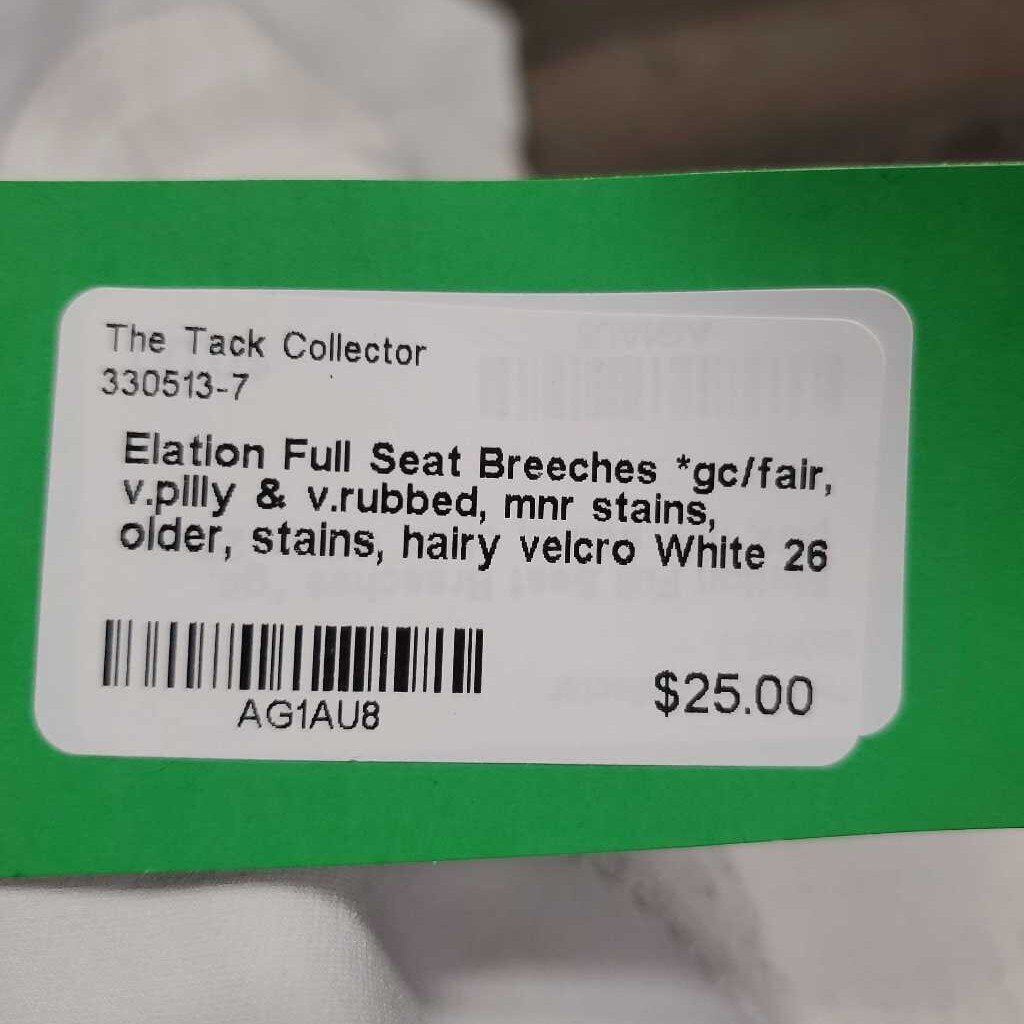 The Tack Collector
330513-7
Elation Full Seat Breeches *gc/fair,
v.pilly & v.rubbed, mnr stains,
older, stains, hairy velcro White 26
AG1AU8
$25.00